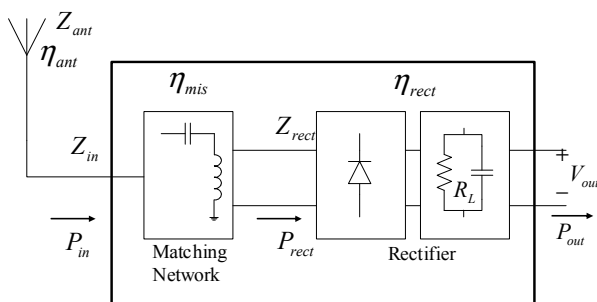 Z_ant
η_ant
η_mis
η_rect
Z_in
Z_rect
R_L
+
V_out
−
P_in
P_rect
P_out
Matching
Network
Rectifier